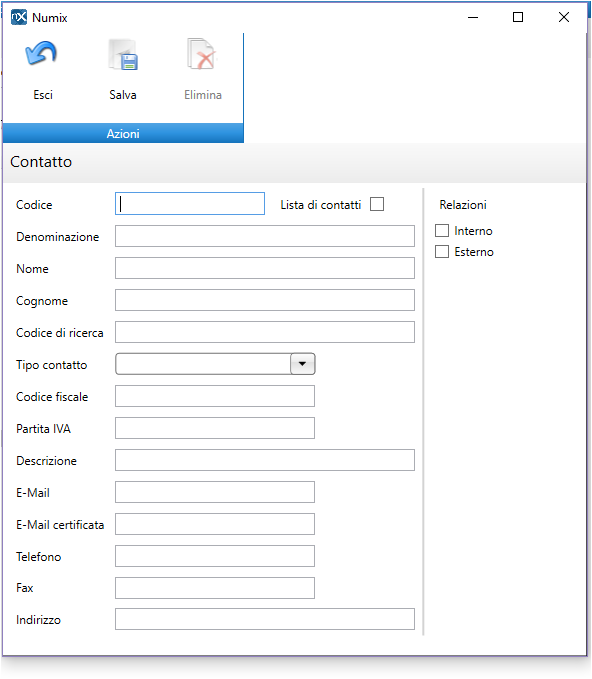 nx Numix
Esci Salva Elimina
Azioni
Contatto
Codice Lista di contatti Relazioni
Denominazione Interno
Esterno
Nome
Cognome
Codice di ricerca
Tipo contatto
Codice fiscale
Partita IVA
Descrizione
E-Mail
E-Mail certificata
Telefono
Fax
Indirizzo